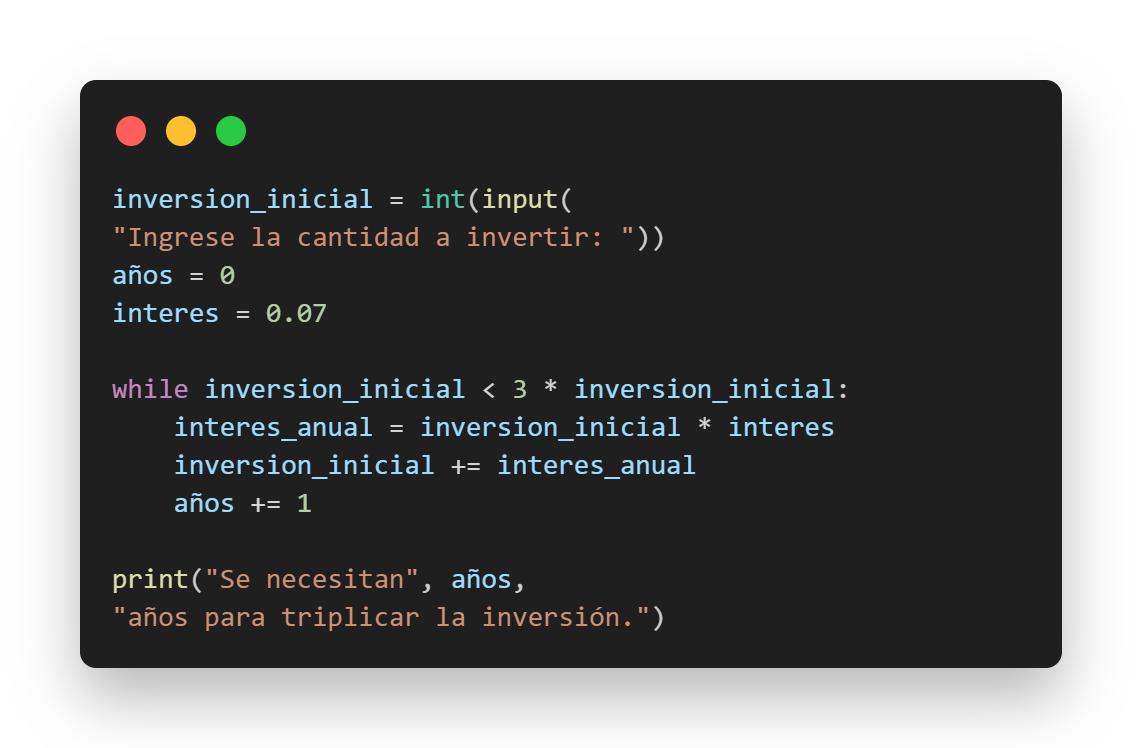 inversion_inicial = int(input(
"Ingrese la cantidad a invertir: "))
años = 0
interes = 0.07

while inversion_inicial < 3 * inversion_inicial:
    interes_anual = inversion_inicial * interes
    inversion_inicial += interes_anual
    años += 1

print("Se necesitan", años,
"años para triplicar la inversión.")